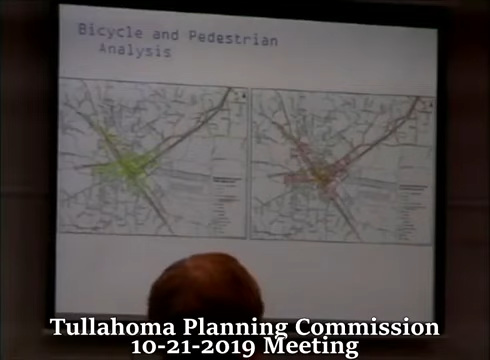 Bicycle and Pedestrian
Analysis
Tullahoma Planning Commission
10-21-2019 Meeting